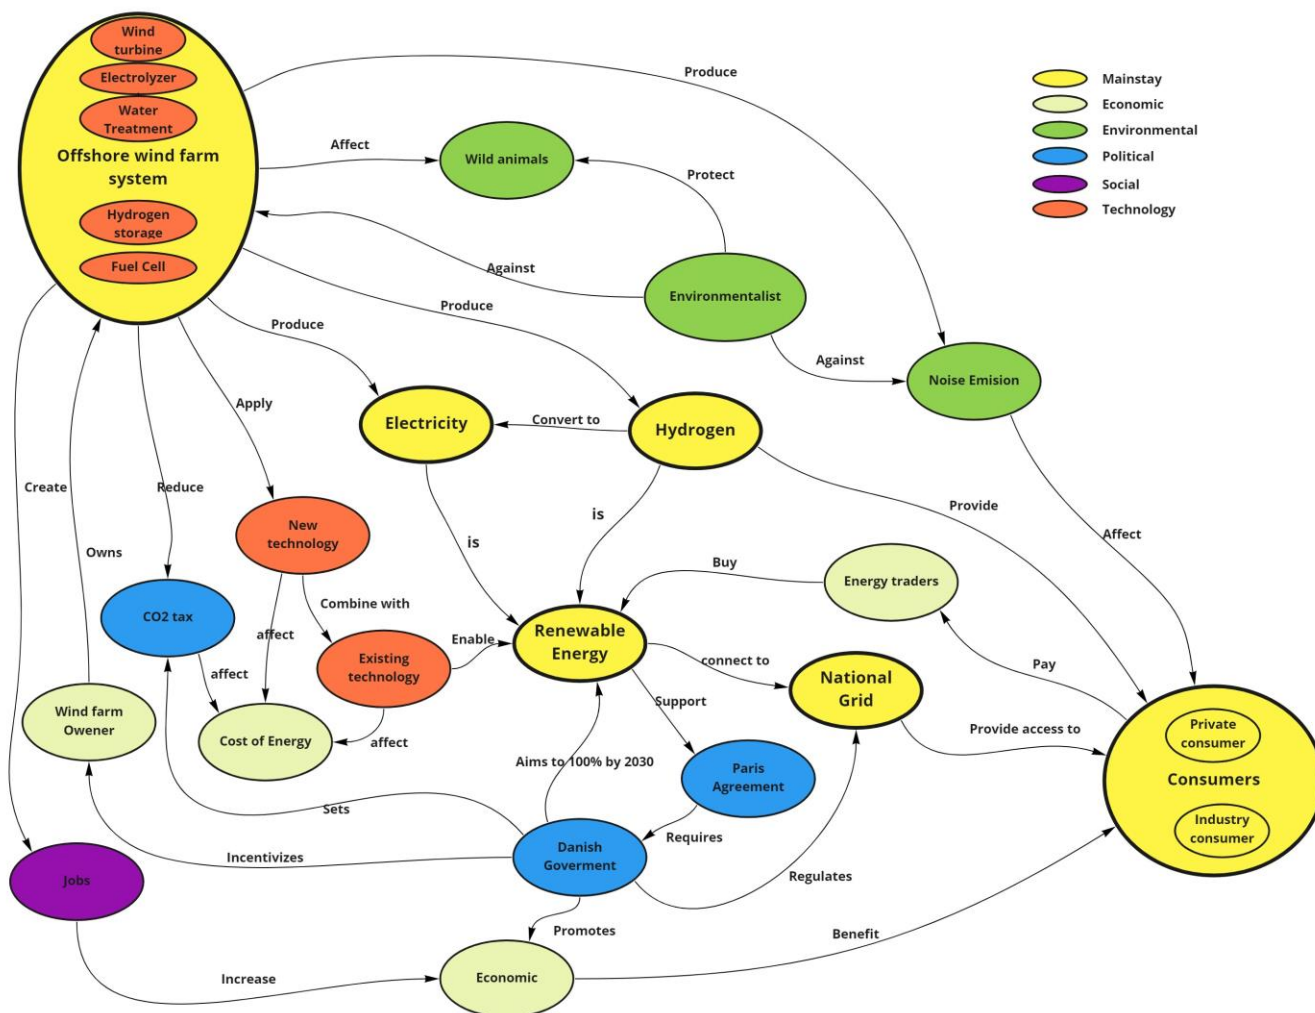 Wind
turbine
Electrolyzer
Water
Treatment
Offshore wind farm
system
Hydrogen
storage
Fuel Cell
Produce
Affect
Wild animals
Protect
Against
Environmentalist
Produce
Produce
Against
Noise Emision
Mainstay
Economic
Environmental
Political
Social
Technology
Apply
Electricity
Convert to
Hydrogen
Create
Reduce
Owns
New
technology
is
is
Provide
Affect
Buy
Energy traders
CO2 tax
affect
Combine with
Existing
technology
Enable
Renewable
Energy
connect to
National
Grid
Pay
affect
Wind farm
Owener
Cost of Energy
affect
Support
Provide access to
Private
consumer
Consumers
Industry
consumer
Aims to 100% by 2030
Paris
Agreement
Sets
Requires
Incentivizes
Danish
Goverment
Regulates
Jobs
Promotes
Benefit
Increase
Economic